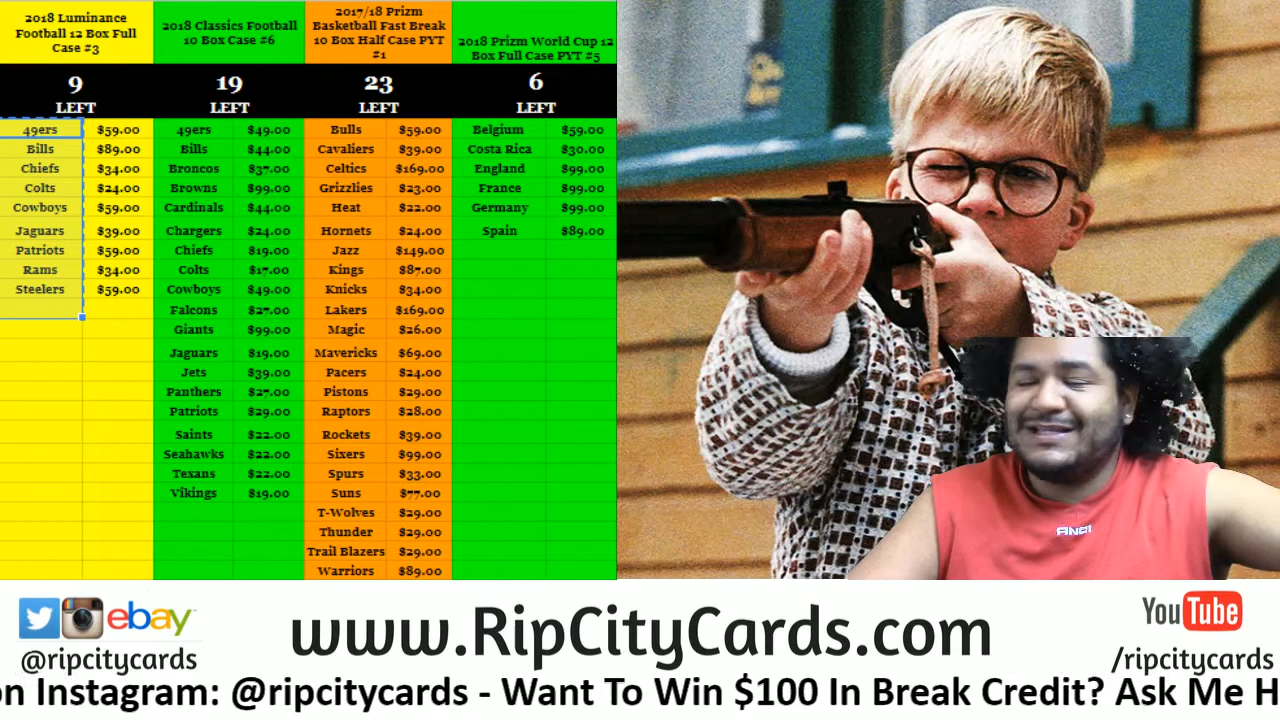 2018 Luminance
Football 12 Box Full
Case #3
9
LEFT
49ers $59.00
Bills $89.00
Chiefs $34.00
Colts $24.00
Cowboys $59.00
Jaguars $39.00
Patriots $59.00
Rams $34.00
Steelers $59.00
2018 Classics Football
10 Box Case #6
19
LEFT
49ers $49.00
Bills $44.00
Broncos $37.00
Browns $99.00
Cardinals $44.00
Chargers $24.00
Chiefs $19.00
Colts $17.00
Cowboys $49.00
Falcons $27.00
Giants $99.00
Jaguars $19.00
Jets $39.00
Panthers $27.00
Patriots $29.00
Saints $22.00
Seahawks $22.00
Texans $22.00
Vikings $19.00
2017/18 Prizm
Basketball Fast Break
10 Box Half Case PYT
#1
23
LEFT
Bulls $59.00
Cavaliers $39.00
Celtics $169.00
Grizzlies $23.00
Heat $22.00
Hornets $24.00
Jazz $149.00
Kings $87.00
Knicks $34.00
Lakers $169.00
Magic $26.00
Mavericks $69.00
Pacers $24.00
Pistons $29.00
Raptors $28.00
Rockets $39.00
Sixers $99.00
Spurs $33.00
Suns $77.00
T-Wolves $29.00
Thunder $29.00
Trail Blazers $29.00
Warriors $89.00
2018 Prizm World Cup 12
Box Full Case PYT #5
6
LEFT
Belgium $59.00
Costa Rica $30.00
England $99.00
France $99.00
Germany $99.00
Spain $89.00
AND1
ebay
@ripcitycards
www.RipCityCards.com
YouTube
/ripcitycards
on Instagram: @ripcitycards - Want To Win $100 In Break Credit? Ask Me H